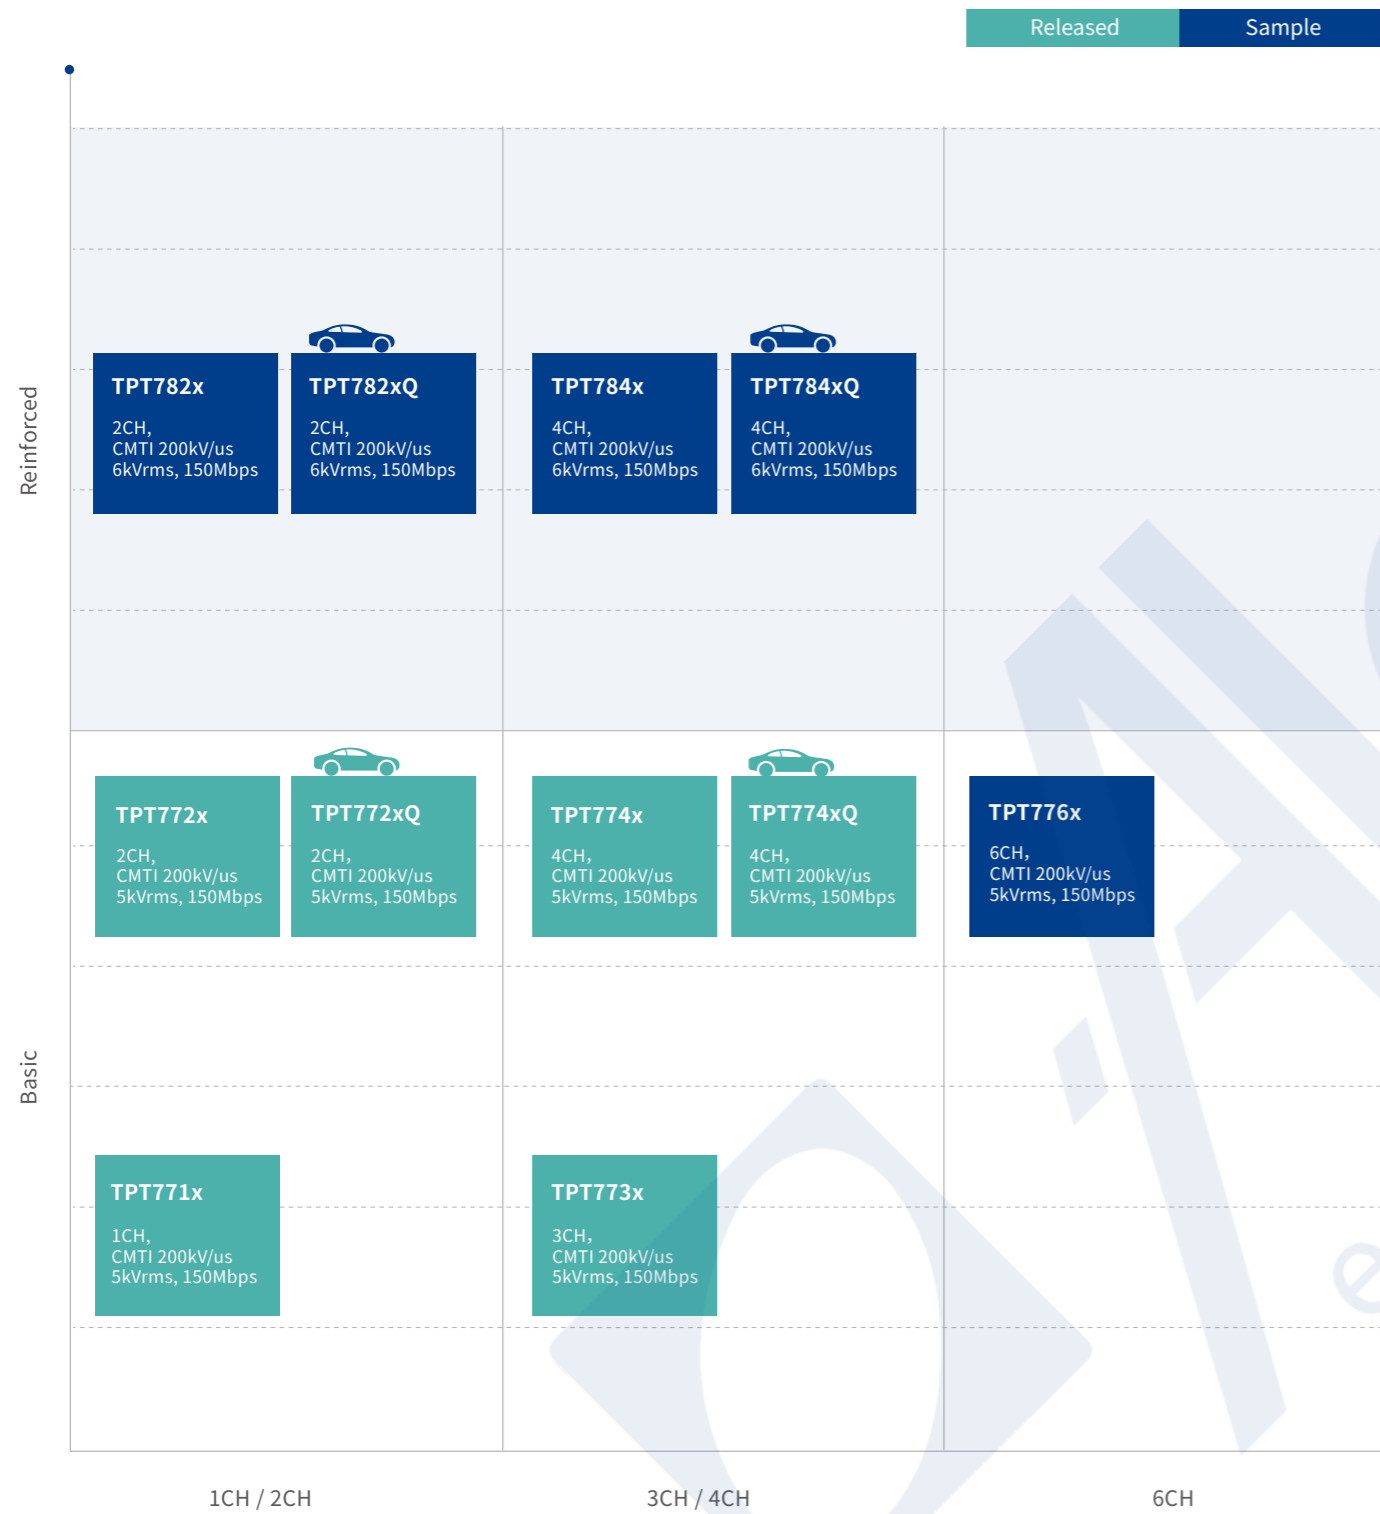 Released
Sample
Reinforced
TPT782x
2CH,
CMTI 200kV/us
6kVrms, 150Mbps
TPT782xQ
2CH,
CMTI 200kV/us
6kVrms, 150Mbps
TPT784x
4CH,
CMTI 200kV/us
6kVrms, 150Mbps
TPT784xQ
4CH,
CMTI 200kV/us
6kVrms, 150Mbps
Basic
TPT772x
2CH,
CMTI 200kV/us
5kVrms, 150Mbps
TPT772xQ
2CH,
CMTI 200kV/us
5kVrms, 150Mbps
TPT774x
4CH,
CMTI 200kV/us
5kVrms, 150Mbps
TPT774xQ
4CH,
CMTI 200kV/us
5kVrms, 150Mbps
TPT776x
6CH,
CMTI 200kV/us
5kVrms, 150Mbps
TPT771x
1CH,
CMTI 200kV/us
5kVrms, 150Mbps
TPT773x
3CH,
CMTI 200kV/us
5kVrms, 150Mbps
1CH / 2CH
3CH / 4CH
6CH